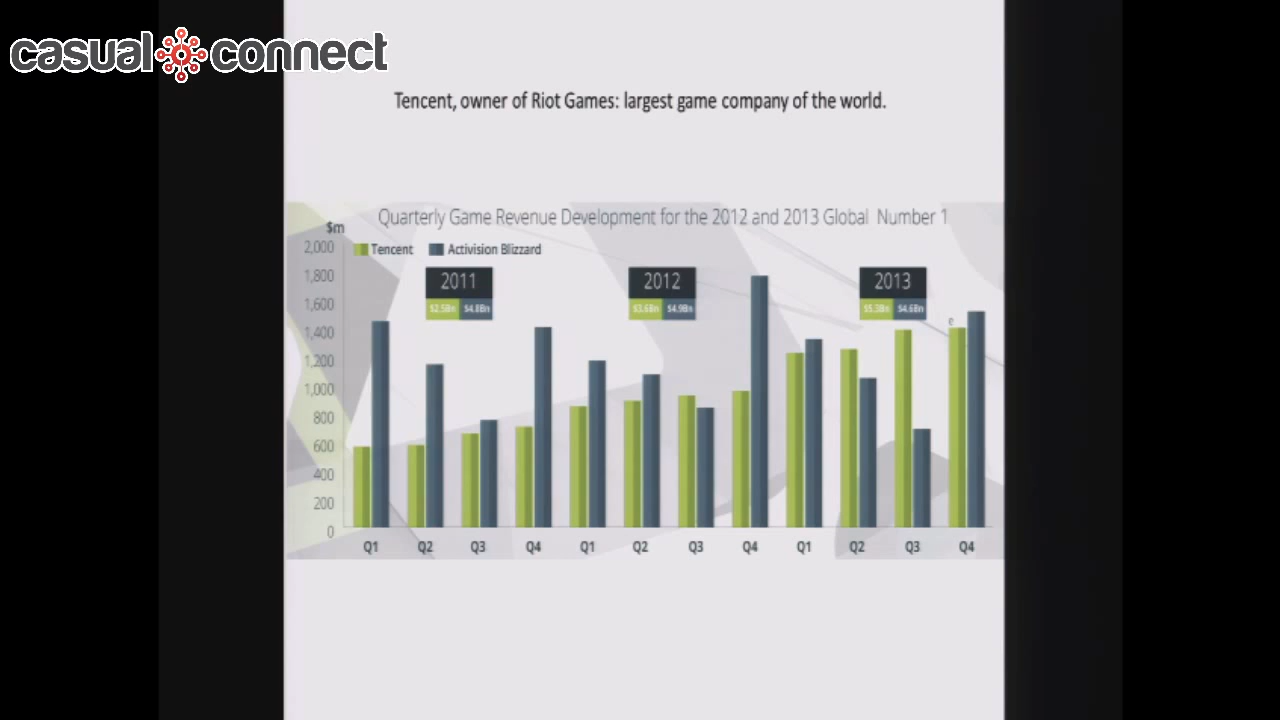 casual connect
Tencent, owner of Riot Games: largest game company of the world.
Quarterly Game Revenue Development for the 2012 and 2013 Global Number 1
$m
Tencent Activision Blizzard
2,000
1,800
1,600
1,400
1,200
1,000
800
600
400
200
0
2011
$2.5Bn $4.8Bn
2012
$3.6Bn $4.9Bn
2013
$5.3Bn $4.6Bn
e
Q1 Q2 Q3 Q4 Q1 Q2 Q3 Q4 Q1 Q2 Q3 Q4